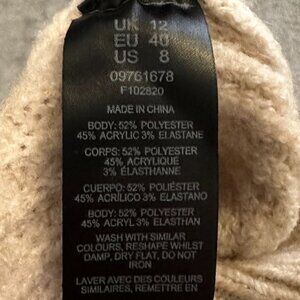 UK 12
EU 40
US 8
09761678
F102820
MADE IN CHINA
BODY: 52% POLYESTER
45% ACRYLIC 3% ELASTANE
CORPS: 52% POLYESTER
45% ACRYLIQUE
3% ÉLASTHANNE
CUERPO: 52% POLIÉSTER
45% ACRÍLICO 3% ELASTANO
BODY: 52% POLYESTER
45% ACRYL 3% ELASTHAN
WASH WITH SIMILAR
COLOURS, RESHAPE WHILST
DAMP, DRY FLAT, DO NOT
IRON
LAVER AVEC DES COULEURS
SIMILAIRES, REMETTRE EN